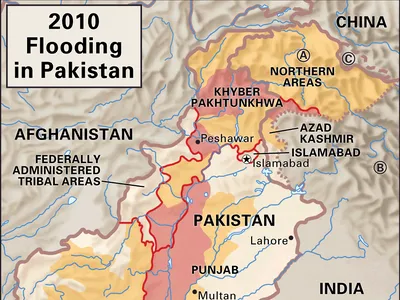 2010
Flooding
in Pakistan
CHINA
A
C
NORTHERN
AREAS
KHYBER
PAKHTUNKHWA
AFGHANISTAN
Peshawar
AZAD
KASHMIR
ISLAMABAD
Islamabad
B
FEDERALLY
ADMINISTERED
TRIBAL AREAS
PAKISTAN
Lahore
PUNJAB
INDIA
Multan